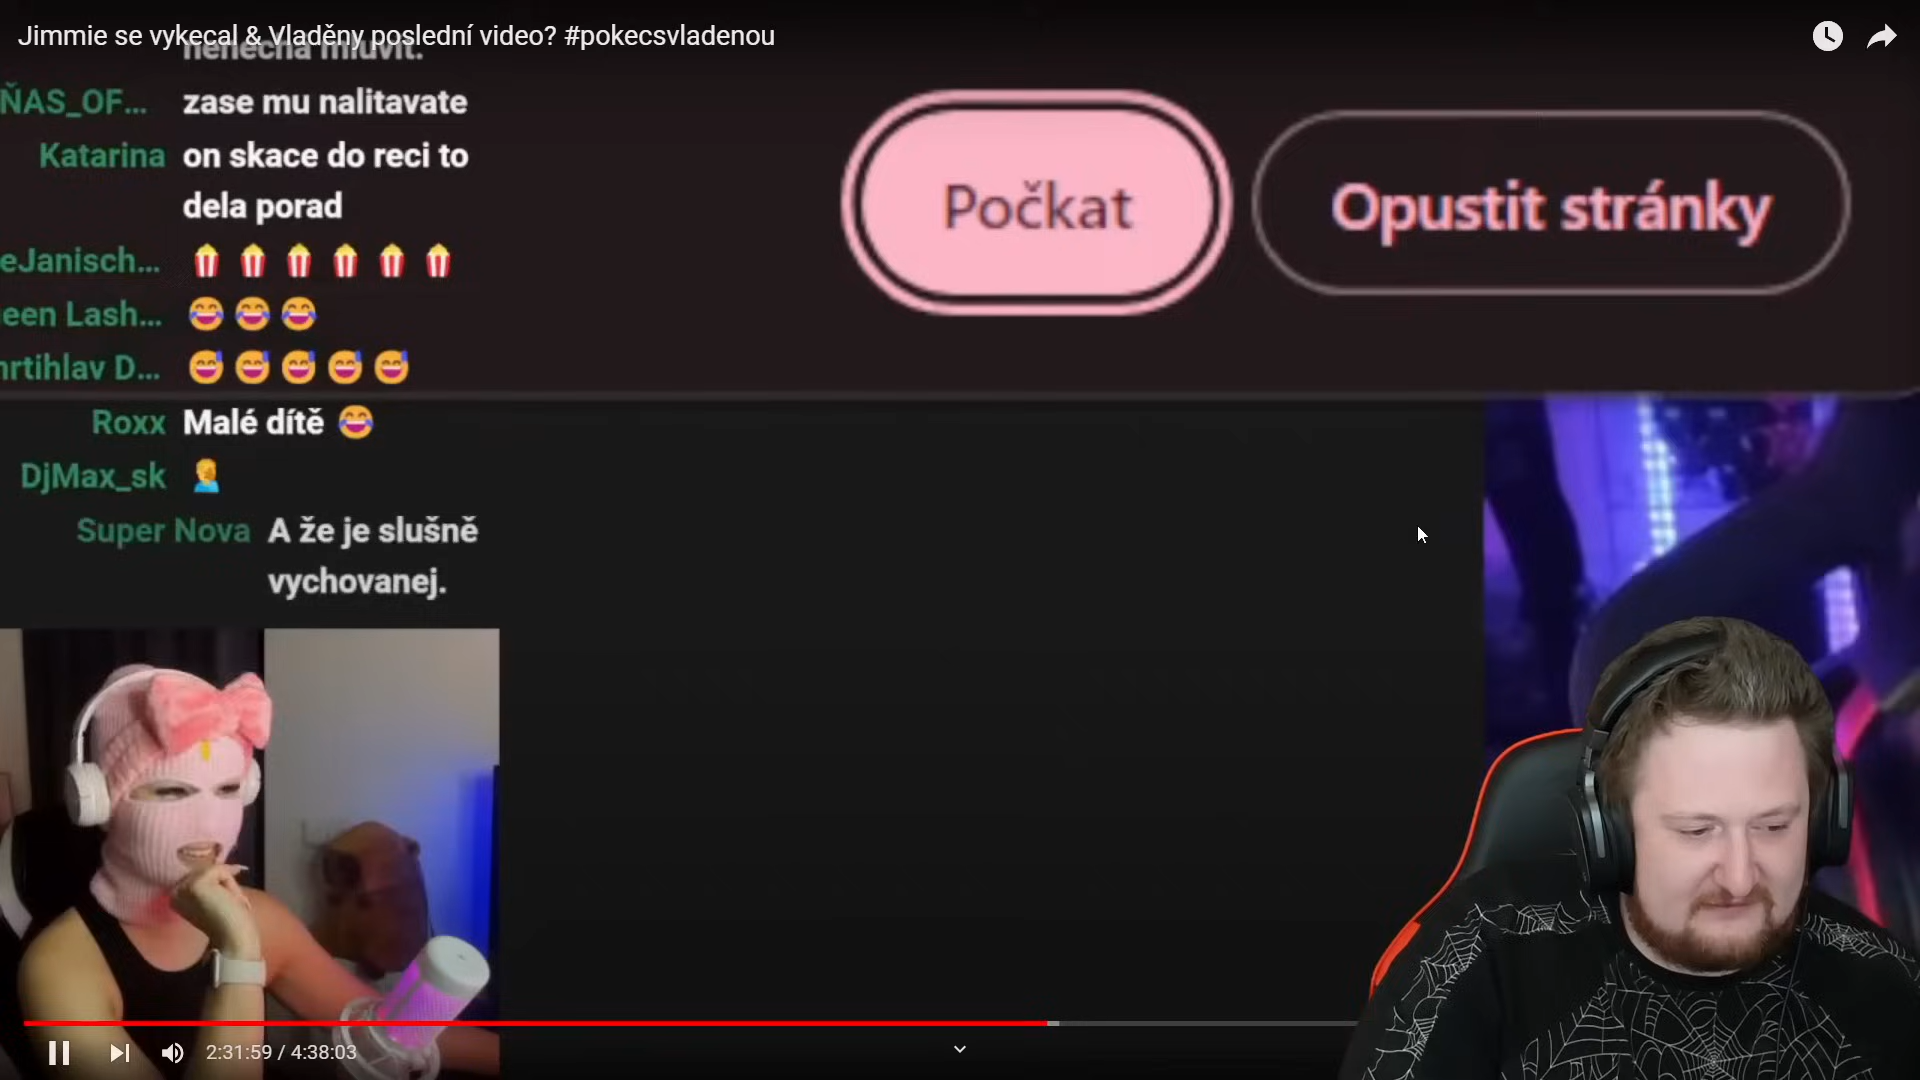 Jimmie se vykecal & Vladěny poslední video? #pokecsvladenou
nenechá mluvit.
ŇAS_OF... zase mu nalitavate
Katarina on skace do reci to
dela porad
eJanisch... 🍿🍿🍿🍿🍿🍿
een Lash... 😂😂😂
rtihlav D... 😅😅😅😅😅
Roxx Malé dítě 😂
DjMax_sk 🤦
Super Nova A že je slušně
vychovanej.
Počkat
Opustit stránky
2:31:59 / 4:38:03